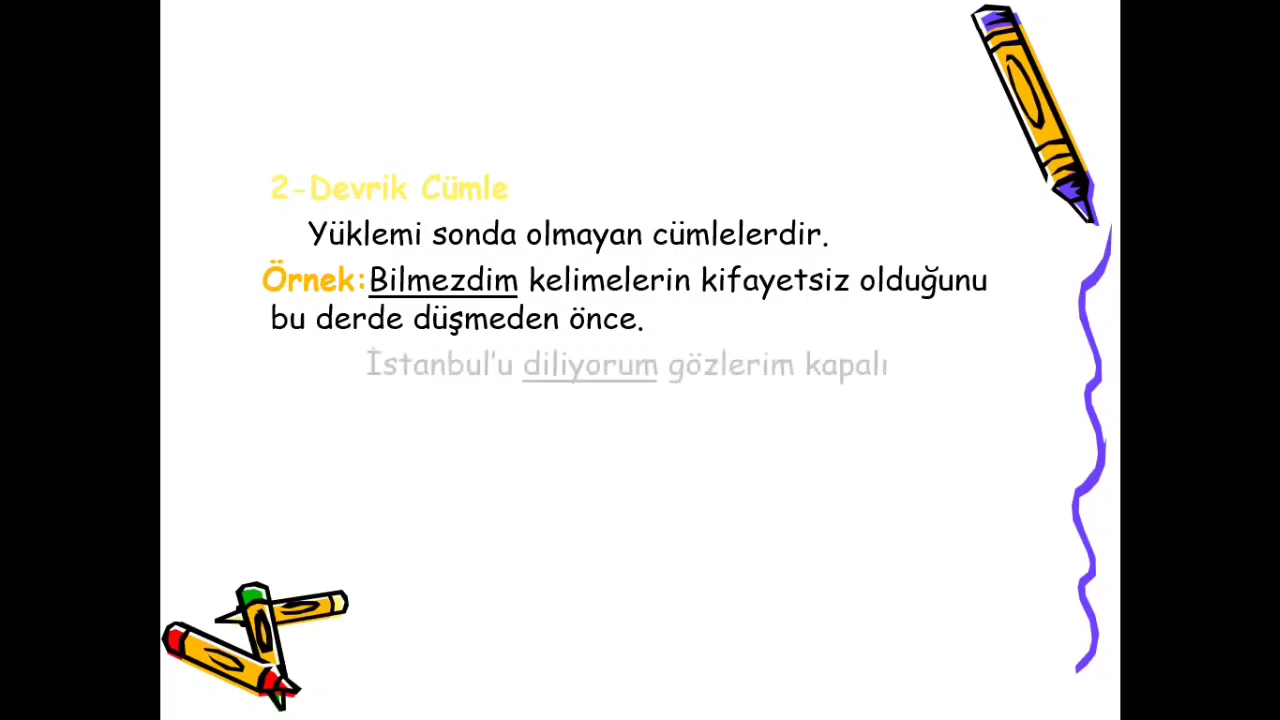 2-Devrik Cümle
Yüklemi sonda olmayan cümlelerdir.
Örnek:Bilmezdim kelimelerin kifayetsiz olduğunu
bu derde düşmeden önce.
İstanbul’u diliyorum gözlerim kapalı